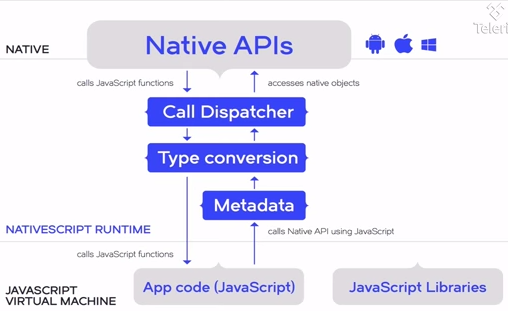 Teleri
NATIVE
Native APIs
calls JavaScript functions
accesses native objects
Call Dispatcher
Type conversion
Metadata
NATIVESCRIPT RUNTIME
calls Native API using JavaScript
calls JavaScript functions
JAVASCRIPT
VIRTUAL MACHINE
App code (JavaScript)
JavaScript Libraries